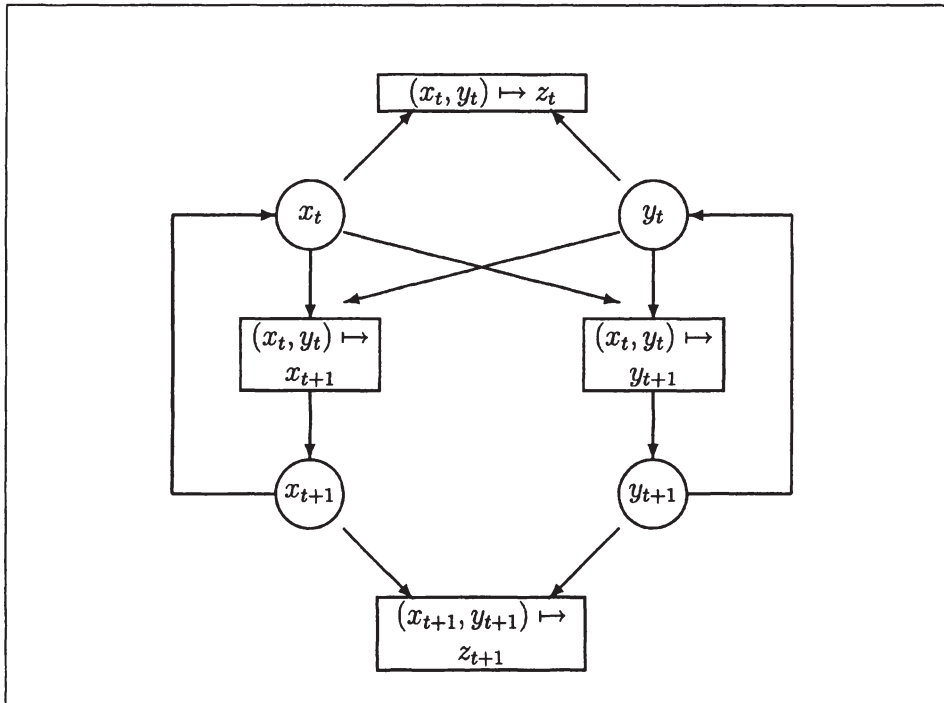 (x_t, y_t) ↦ z_t
x_t
y_t
(x_t, y_t) ↦
x_{t+1}
(x_t, y_t) ↦
y_{t+1}
x_{t+1}
y_{t+1}
(x_{t+1}, y_{t+1}) ↦
z_{t+1}